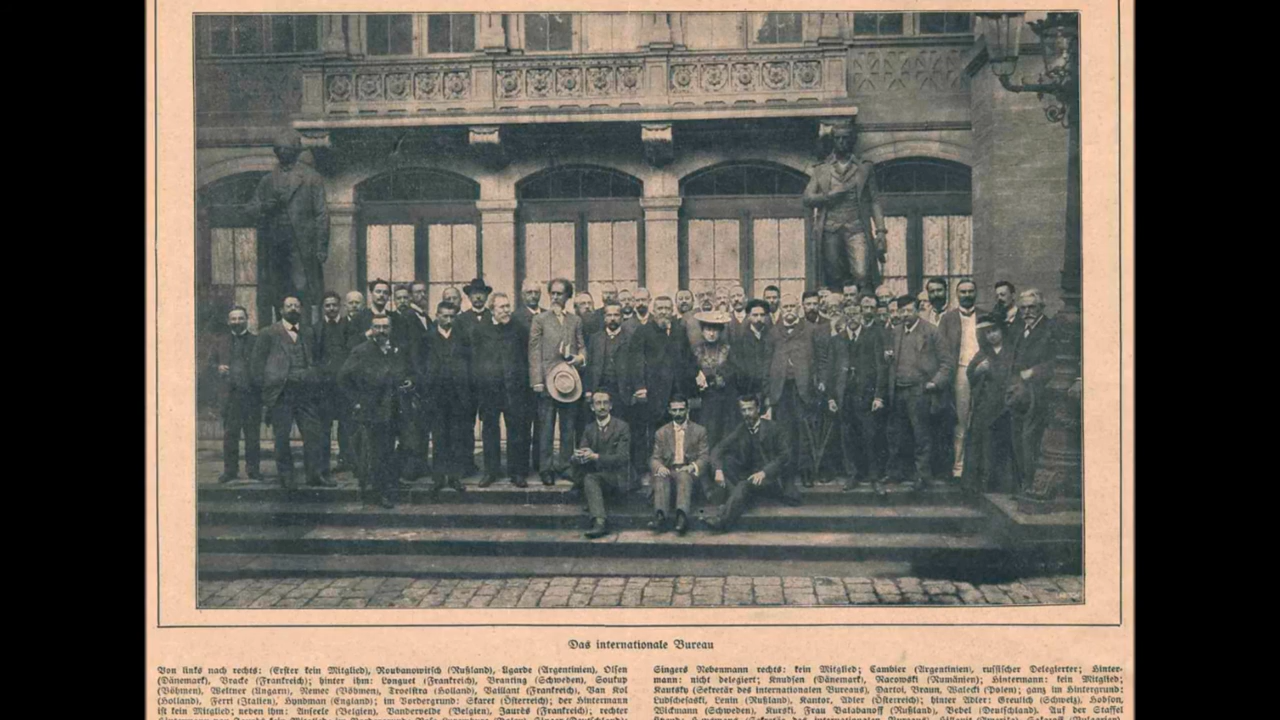 Das internationale Bureau
Von links nach rechts: (Erster kein Mitglied), Roubanowitsch (Rußland), Ugarde (Argentinien), Olsen
(Dänemark), Bracke (Frankreich); hinter ihm: Longuet (Frankreich), Branting (Schweden), Soukup
(Böhmen), Weltner (Ungarn), Nemec (Böhmen), Troelstra (Holland), Vaillant (Frankreich), Van Kol
(Holland), Ferri (Italien), Hyndman (England); im Vordergrund: Skaret (Österreich); der Hintermann
ist kein Mitglied; neben ihm: Anseele (Belgien), Vandervelde (Belgien), Jaurès (Frankreich), rechter
Singers Nebenmann rechts: kein Mitglied; Cambier (Argentinien), russischer Delegierter; Hinter-
mann: nicht delegiert; Knudsen (Dänemark), Racowski (Rumänien); Hintermann: kein Mitglied;
Kautsky (Sekretär des internationalen Bureaus), Bartol, Braun, Walecki (Polen); ganz im Hintergrund:
Lubschesaski, Lenin (Rußland), Kantor, Adler (Österreich); hinter Adler: Greulich (Schweiz), Hobson,
Wickmann (Schweden), Kurski, Frau Balabanoff (Rußland), Bebel (Deutschland); Auf der Staffel